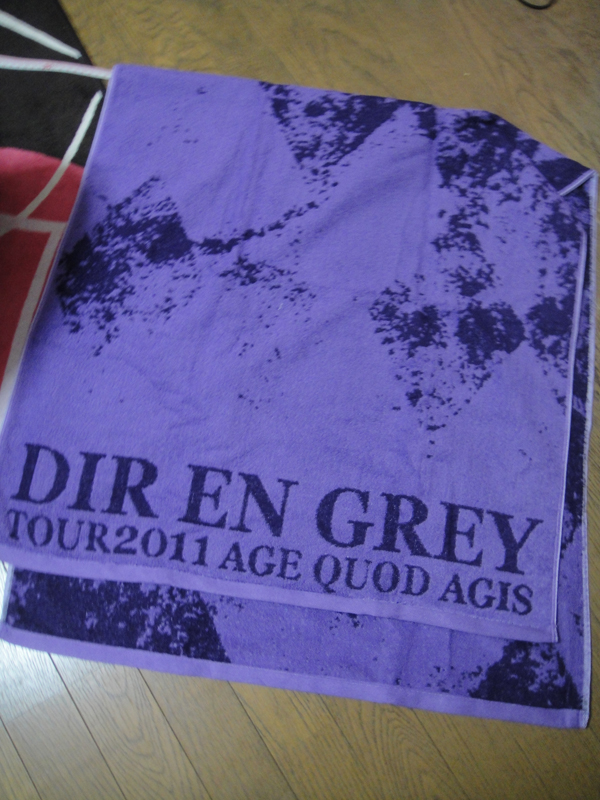 DIR EN GREY
TOUR2011 AGE QUOD AGIS